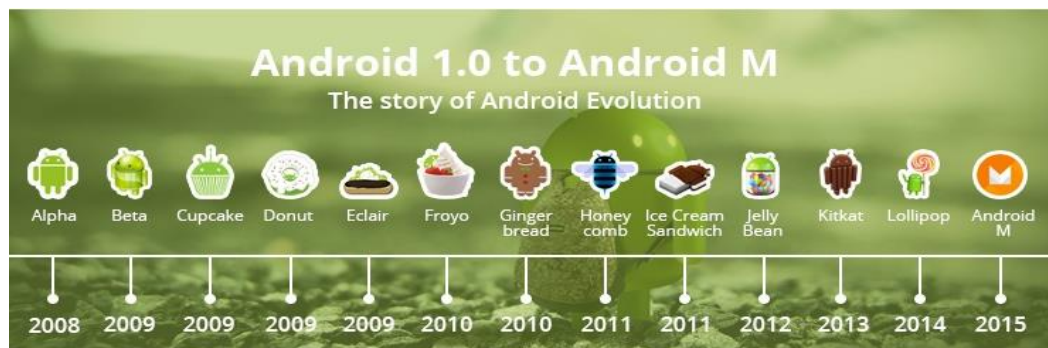 Android 1.0 to Android M
The story of Android Evolution
Alpha Beta Cupcake Donut Eclair Froyo Ginger bread Honey comb Ice Cream Sandwich Jelly Bean Kitkat Lollipop Android M
2008 2009 2009 2009 2009 2010 2010 2011 2011 2012 2013 2014 2015